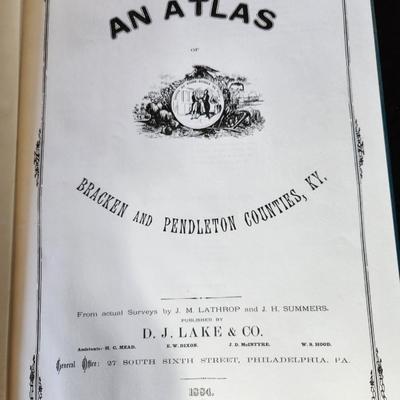 AN ATLAS
OF
BRACKEN AND PENDLETON COUNTIES, KY.
From actual Surveys by J. M. LATHROP and J. H. SUMMERS.
PUBLISHED BY
D. J. LAKE & CO.
Assistants:- H. C. MEAD. E. W. DIXON. J. D. McINTYRE. W. S. HOOD.
General Office: 27 SOUTH SIXTH STREET, PHILADELPHIA, PA.
1884.